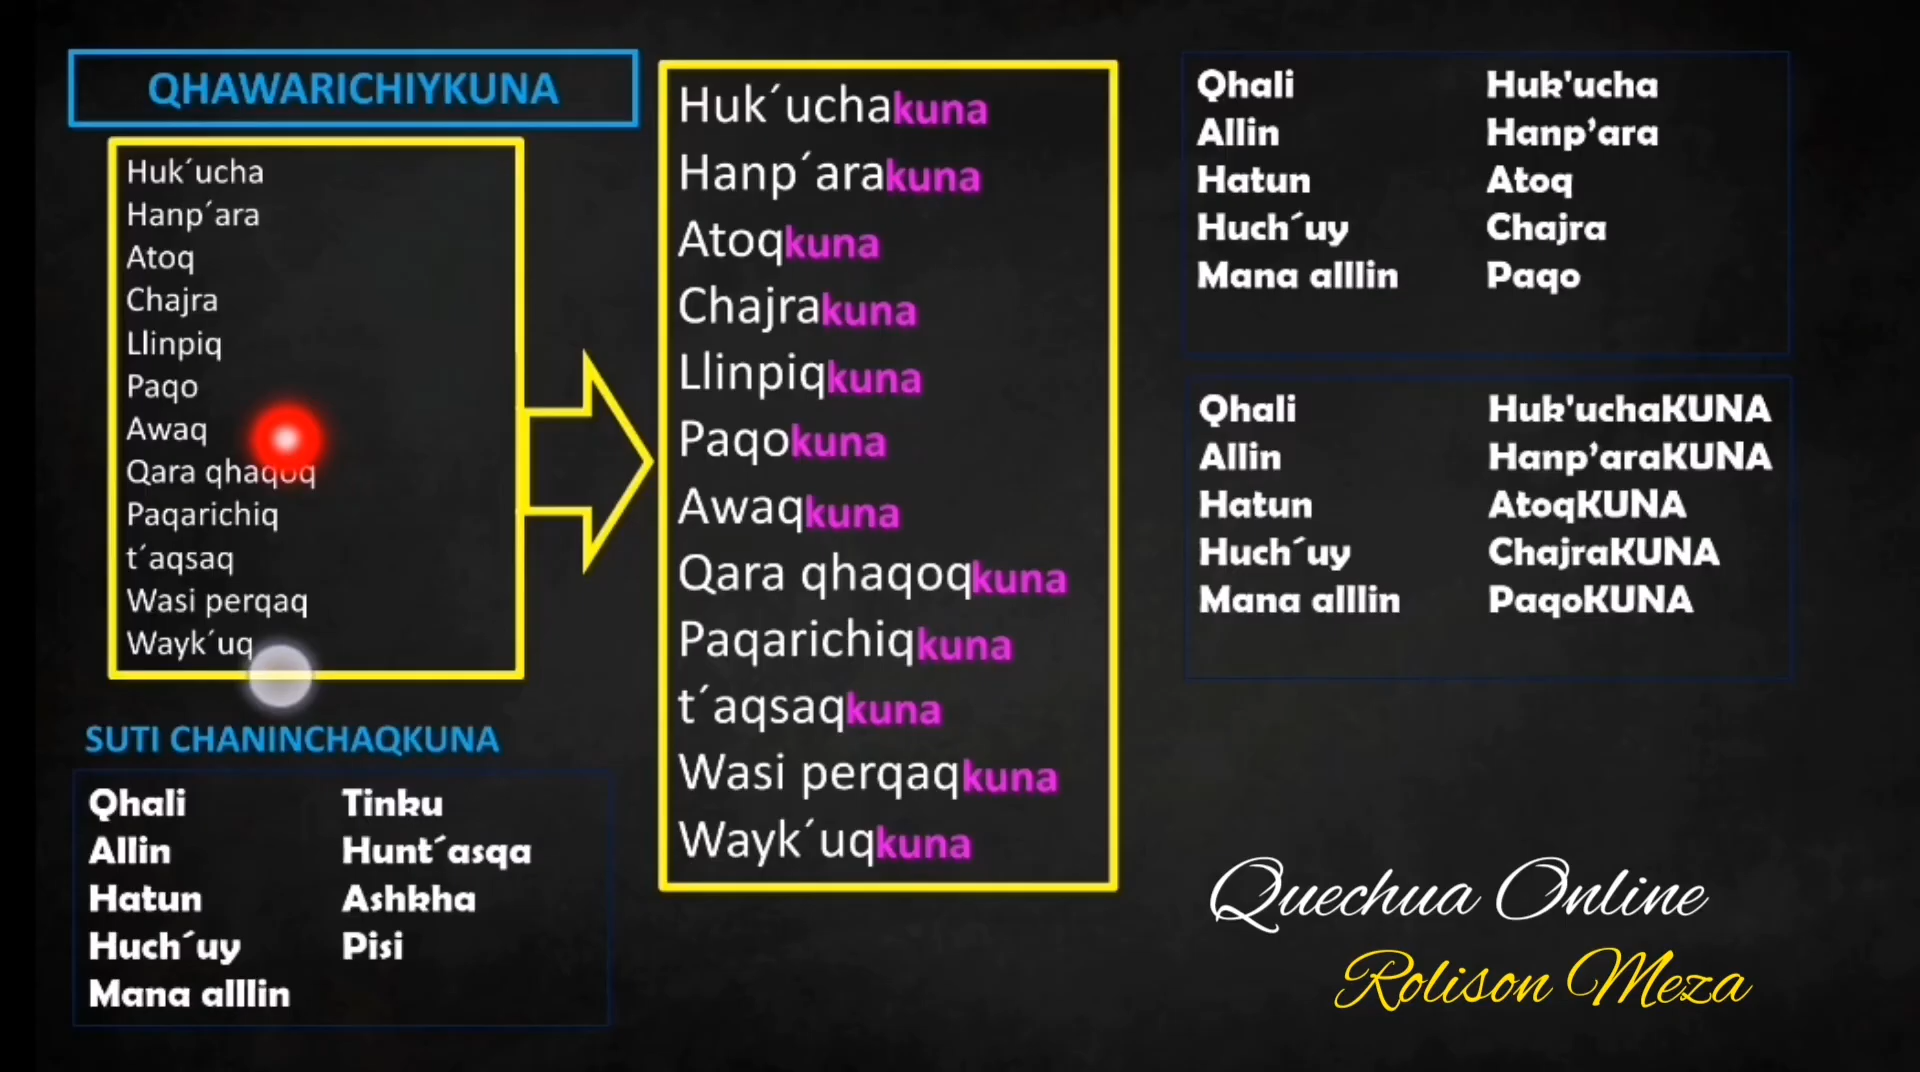 QHAWARICHIYKUNA
Huk´ucha
Hanp´ara
Atoq
Chajra
Llinpiq
Paqo
Awaq
Qara qhaqoq
Paqarichiq
t´aqsaq
Wasi perqaq
Wayk´uq
SUTI CHANINCHAQKUNA
Qhali Tinku
Allin Hunt´asqa
Hatun Ashkha
Huch´uy Pisi
Mana alllin
Huk´uchakuna
Hanp´arakuna
Atoqkuna
Chajrakuna
Llinpiqkuna
Paqokuna
Awaqkuna
Qara qhaqoqkuna
Paqarichiqkuna
t´aqsaqkuna
Wasi perqaqkuna
Wayk´uqkuna
Qhali Huk'ucha
Allin Hanp’ara
Hatun Atoq
Huch´uy Chajra
Mana alllin Paqo
Qhali Huk'uchaKUNA
Allin Hanp’araKUNA
Hatun AtoqKUNA
Huch´uy ChajraKUNA
Mana alllin PaqoKUNA
Quechua Online
Rolison Meza